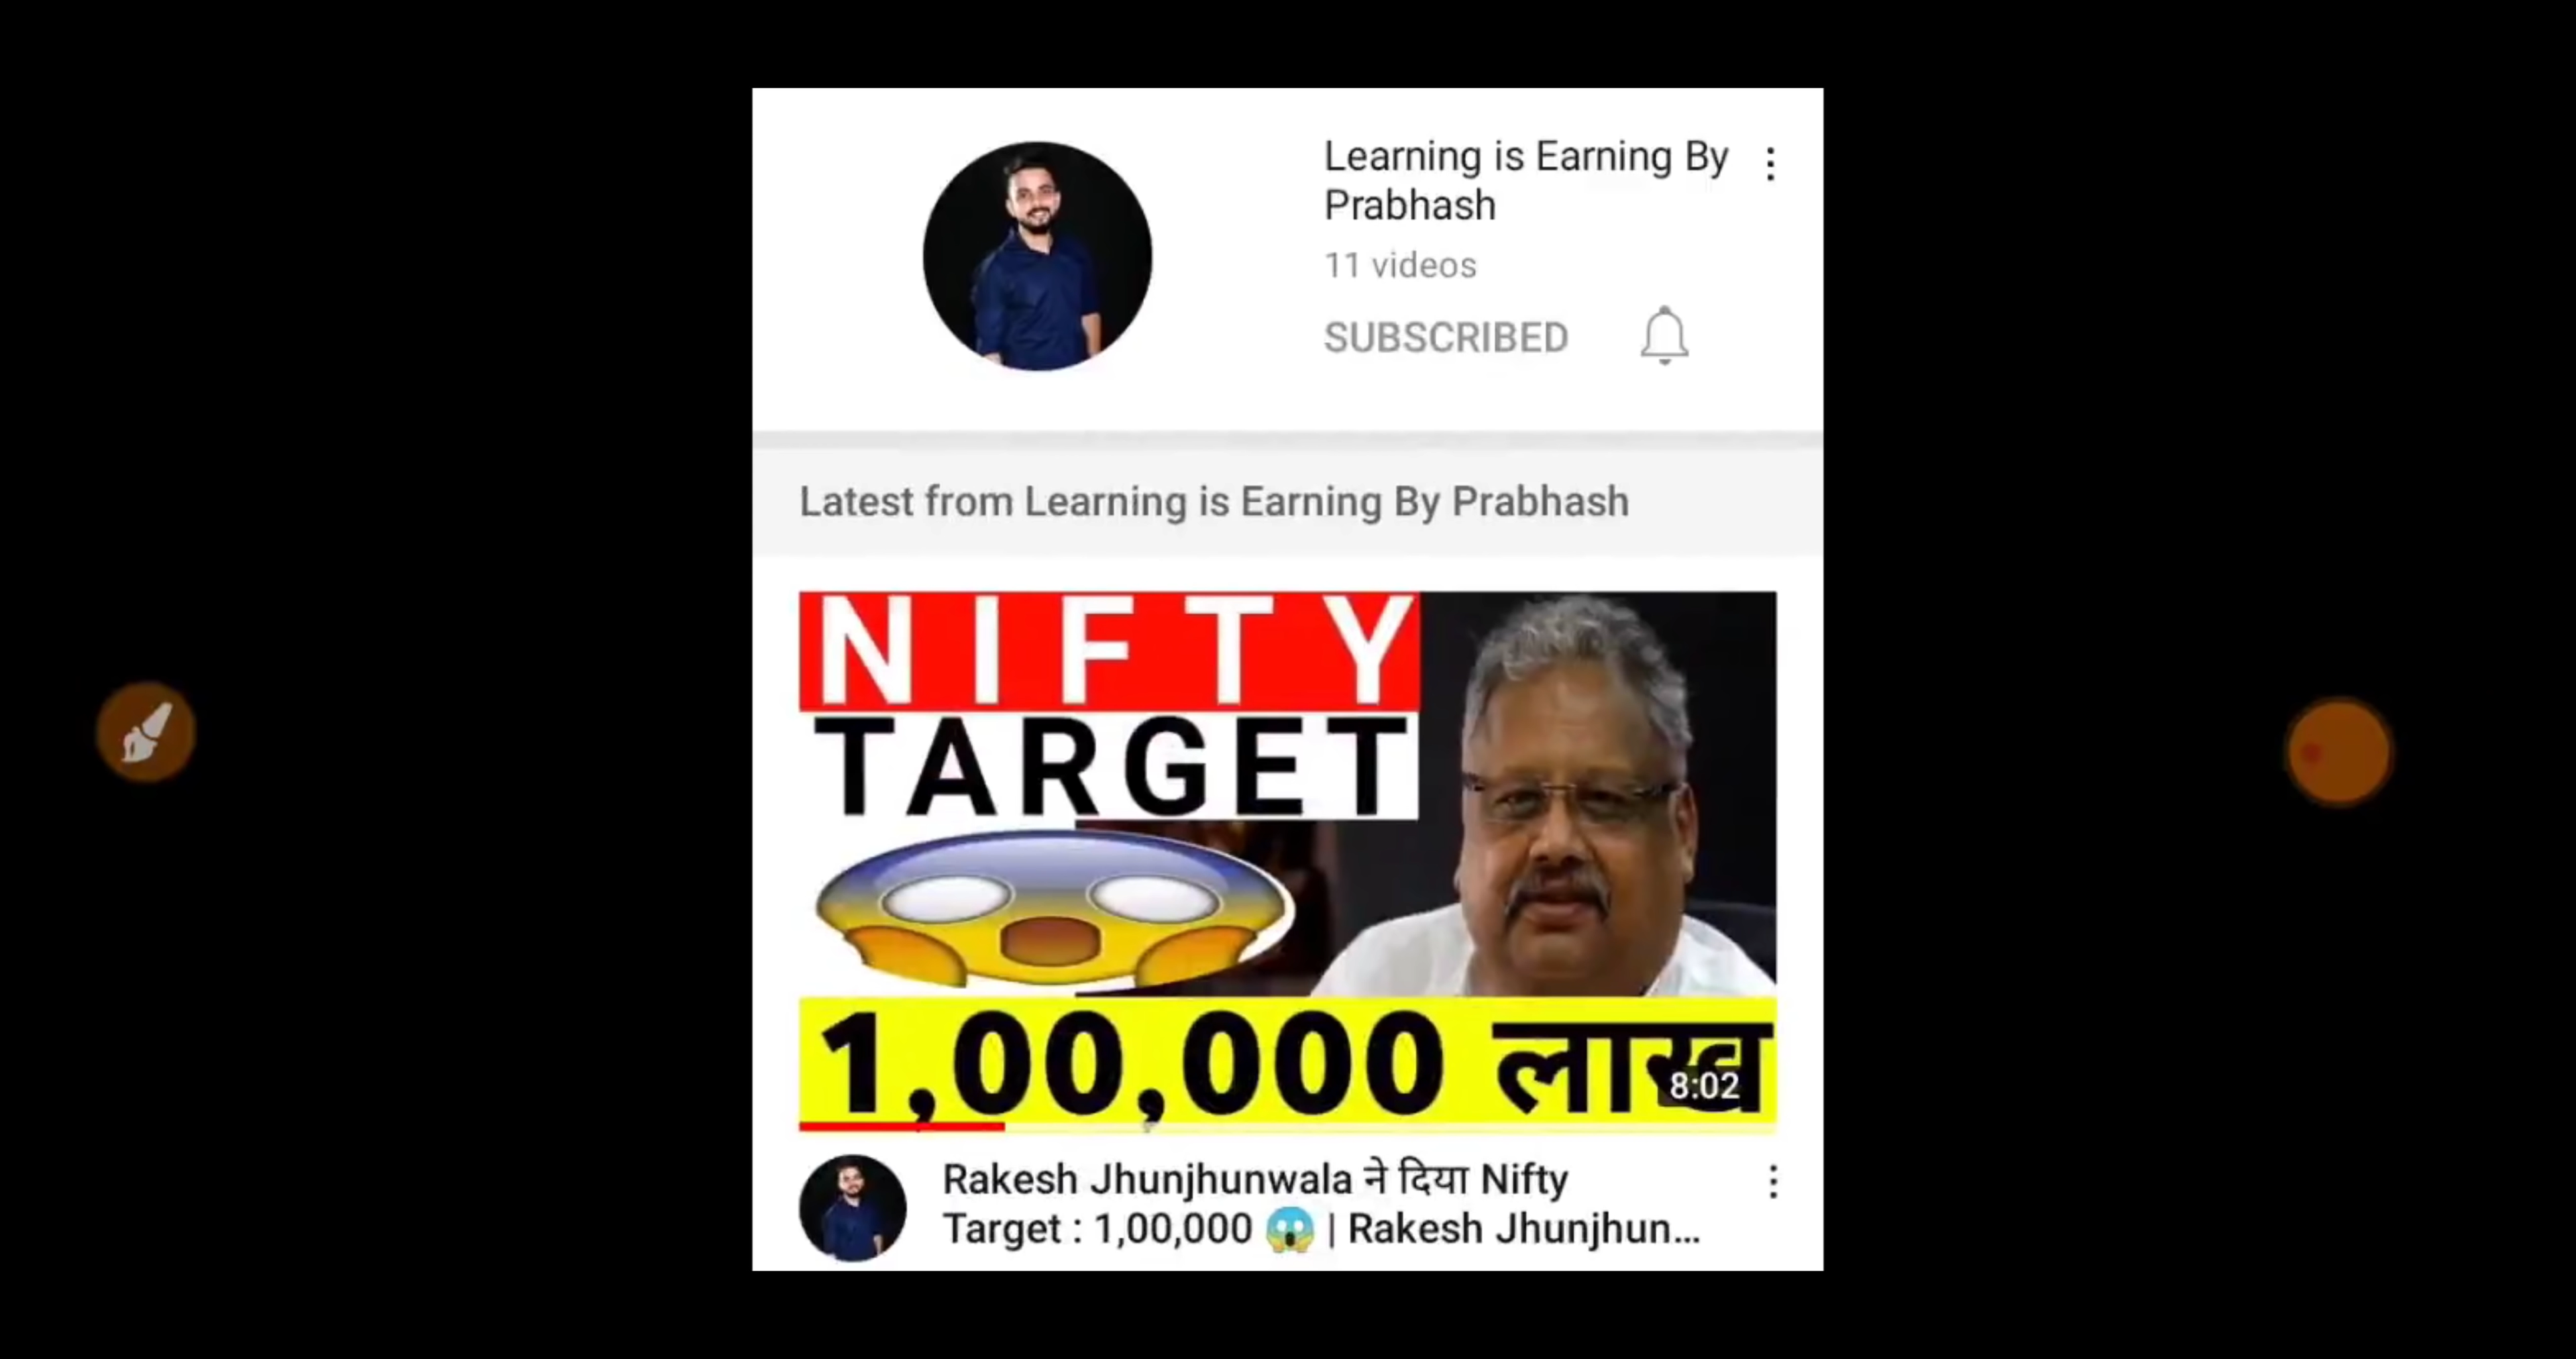 Learning is Earning By
Prabhash
11 videos
SUBSCRIBED
Latest from Learning is Earning By Prabhash
NIFTY
TARGET
1,00,000 लाख
8:02
Rakesh Jhunjhunwala ने दिया Nifty
Target : 1,00,000 😱 | Rakesh Jhunjhun...